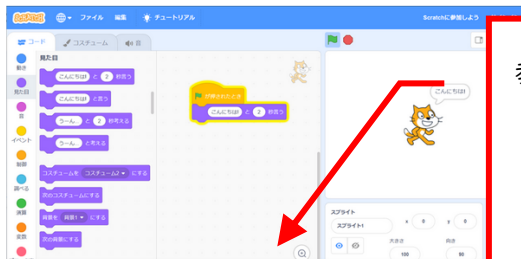 SCRATCH ファイル 編集 チュートリアル Scratchに参加しよう
コード コスチューム 音
見た目
動き
見た目
音
イベント
制御
調べる
演算
変数
こんにちは! と 2 秒言う
こんにちは! と言う
うーん... と 2 秒考える
うーん... と考える
コスチュームを コスチューム2 にする
次のコスチュームにする
背景を 背景1 にする
次の背景にする
が押されたとき
こんにちは! と 2 秒言う
こんにちは!
スプライト
スプライト1 x 0 y 0
大きさ 向き
100 90